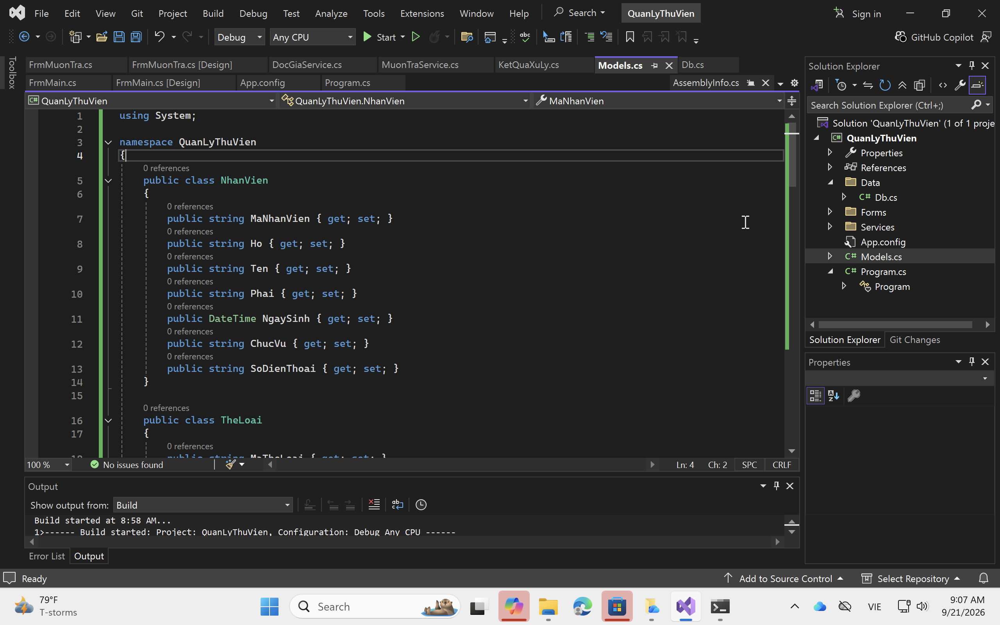 File Edit View Git Project Build Debug Test Analyze Tools Extensions Window Help Search QuanLyThuVien Sign in
Debug Any CPU Start abc GitHub Copilot
Toolbox
FrmMuonTra.cs FrmMuonTra.cs [Design] DocGiaService.cs MuonTraService.cs KetQuaXuLy.cs Models.cs Db.cs
FrmMain.cs FrmMain.cs [Design] App.config Program.cs AssemblyInfo.cs
C# QuanLyThuVien QuanLyThuVien.NhanVien MaNhanVien
1 using System;
2
3 namespace QuanLyThuVien
4 {
0 references
5 public class NhanVien
6 {
0 references
7 public string MaNhanVien { get; set; }
0 references
8 public string Ho { get; set; }
0 references
9 public string Ten { get; set; }
0 references
10 public string Phai { get; set; }
0 references
11 public DateTime NgaySinh { get; set; }
0 references
12 public string ChucVu { get; set; }
0 references
13 public string SoDienThoai { get; set; }
14 }
15
0 references
16 public class TheLoai
17 {
0 references
18 public string MaTheLoai { get; set; }
100 % No issues found Ln: 4 Ch: 2 SPC CRLF
Output
Show output from: Build
Build started at 8:58 AM...
1>------ Build started: Project: QuanLyThuVien, Configuration: Debug Any CPU ------
Error List Output
Solution Explorer
Search Solution Explorer (Ctrl+;)
Solution 'QuanLyThuVien' (1 of 1 proje
C# QuanLyThuVien
Properties
References
Data
C# Db.cs
Forms
Services
App.config
C# Models.cs
C# Program.cs
Program
Solution Explorer Git Changes
Properties
Ready Add to Source Control Select Repository
79°F
T-storms
Search
VIE
9:07 AM
9/21/2026